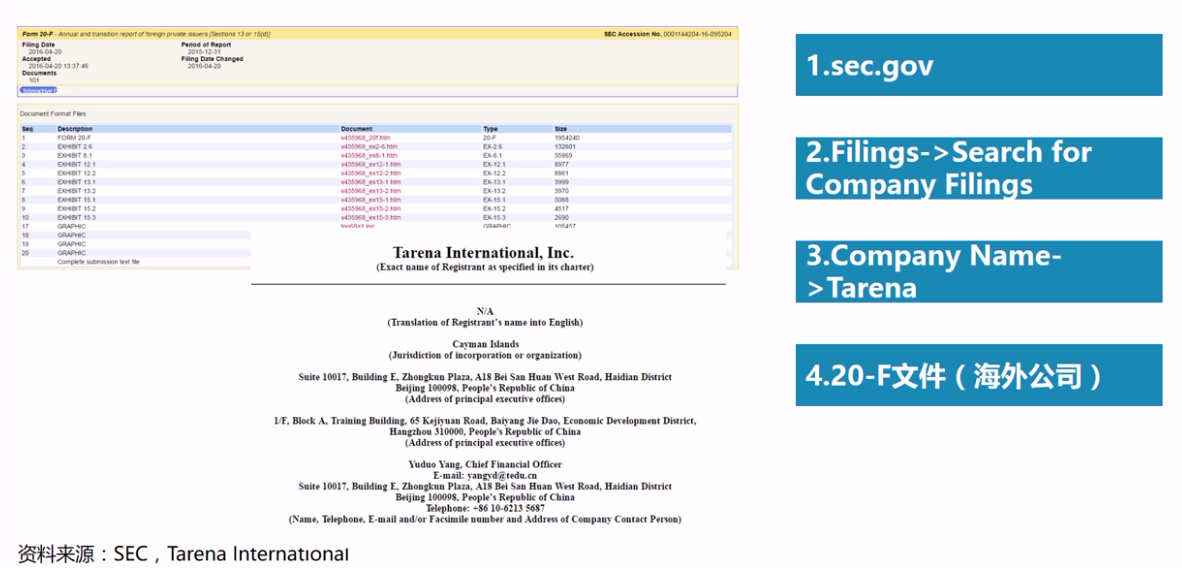 Form 20-F - Annual and transition report of foreign private issuers [Sections 13 or 15(d)] SEC Accession No. 0001144204-16-095204
Filing Date Period of Report
2016-04-20 2015-12-31
Accepted Filing Date Changed
2016-04-20 13:37:46 2016-04-20
Documents
101
Document Format Files
Seq Description Document Type Size
1 FORM 20-F v435968_20f.htm 20-F 1954240
2 EXHIBIT 2.6 v435968_ex2-6.htm EX-2.6 132601
3 EXHIBIT 8.1 v435968_ex8-1.htm EX-8.1 35869
4 EXHIBIT 12.1 v435968_ex12-1.htm EX-12.1 8977
5 EXHIBIT 12.2 v435968_ex12-2.htm EX-12.2 8861
6 EXHIBIT 13.1 v435968_ex13-1.htm EX-13.1 3999
7 EXHIBIT 13.2 v435968_ex13-2.htm EX-13.2 3970
8 EXHIBIT 15.1 v435968_ex15-1.htm EX-15.1 5088
9 EXHIBIT 15.2 v435968_ex15-2.htm EX-15.2 4517
10 EXHIBIT 15.3 v435968_ex15-3.htm EX-15.3 2690
17 GRAPHIC GRAPHIC
18 GRAPHIC
19 GRAPHIC
20 GRAPHIC
Complete submission text file
Tarena International, Inc.
(Exact name of Registrant as specified in its charter)
N/A
(Translation of Registrant's name into English)
Cayman Islands
(Jurisdiction of incorporation or organization)
Suite 10017, Building E, Zhongkun Plaza, A18 Bei San Huan West Road, Haidian District
Beijing 100098, People's Republic of China
(Address of principal executive offices)
1/F, Block A, Training Building, 65 Kejiyuan Road, Baiyang Jie Dao, Economic Development District,
Hangzhou 310000, People's Republic of China
(Address of principal executive offices)
Yuduo Yang, Chief Financial Officer
E-mail: yangyd@tedu.cn
Suite 10017, Building E, Zhongkun Plaza, A18 Bei San Huan West Road, Haidian District
Beijing 100098, People's Republic of China
Telephone: +86 10-6213 5687
(Name, Telephone, E-mail and/or Facsimile number and Address of Company Contact Person)
1.sec.gov
2.Filings->Search for
Company Filings
3.Company Name-
>Tarena
4.20-F文件（海外公司）
资料来源：SEC，Tarena International